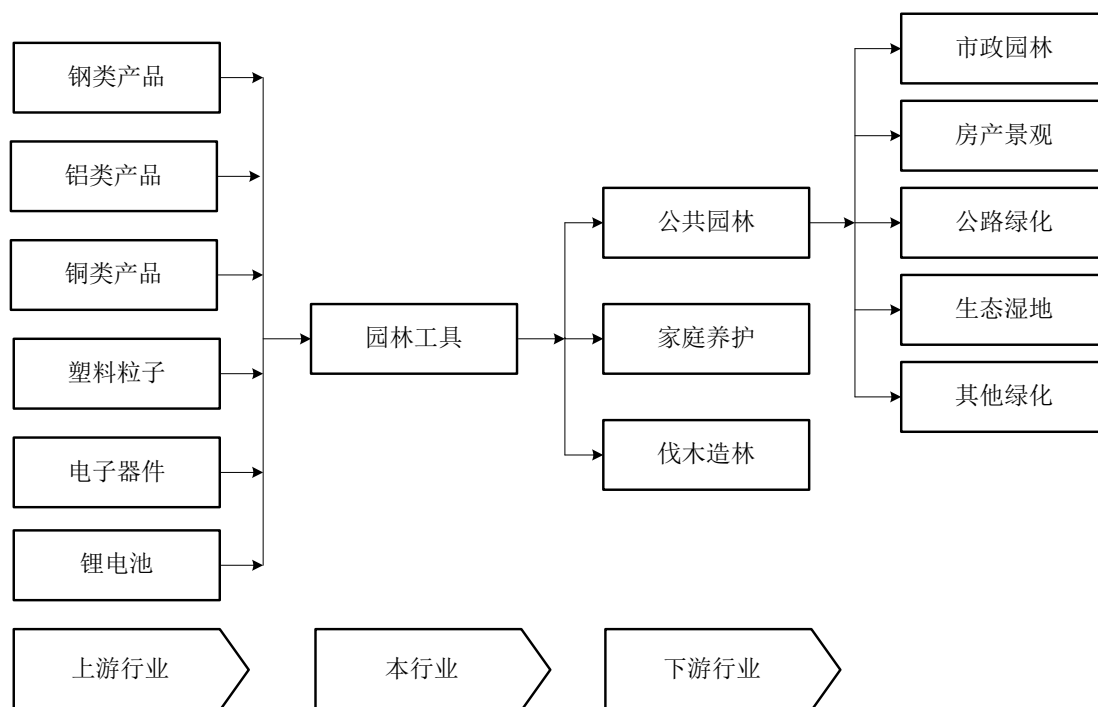 钢类产品
铝类产品
铜类产品
塑料粒子
电子器件
锂电池
园林工具
公共园林
家庭养护
伐木造林
市政园林
房产景观
公路绿化
生态湿地
其他绿化
上游行业
本行业
下游行业